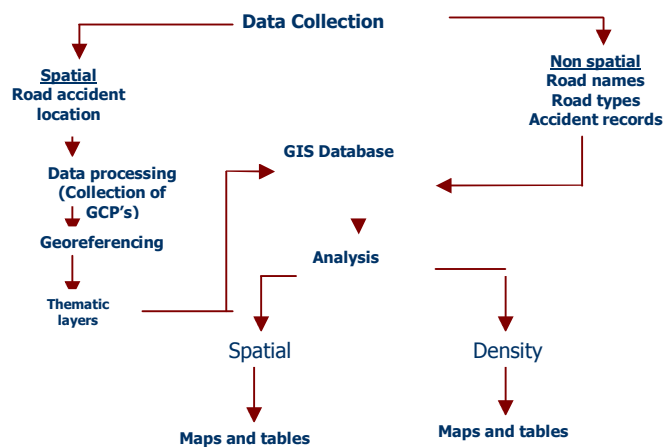 Data Collection
Spatial
Road accident
location
Non spatial
Road names
Road types
Accident records
GIS Database
Data processing
(Collection of
GCP's)
Georeferencing
Analysis
Thematic
layers
Spatial
Density
Maps and tables
Maps and tables